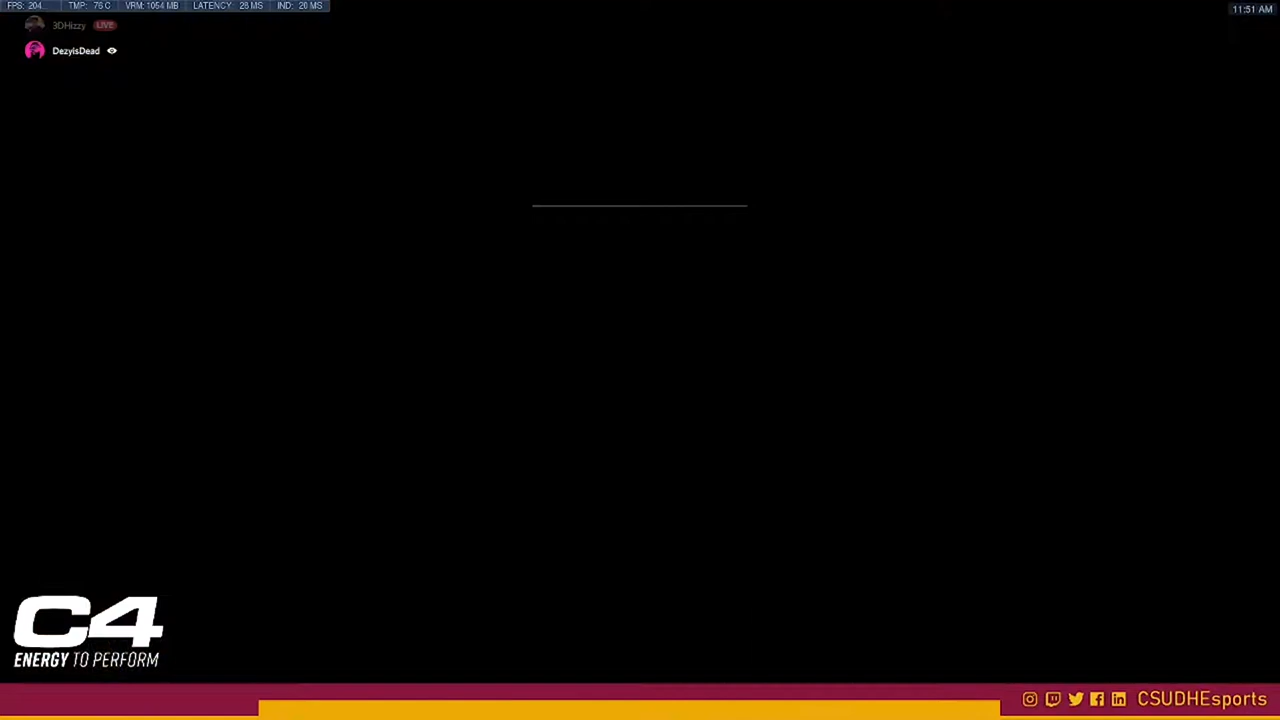 FPS: 204... TMP: 76 C VRM: 1054 MB LATENCY: 28 MS IND: 20 MS
11:51 AM
3DHizzy LIVE
DezyisDead
C4
ENERGY TO PERFORM
CSUDHEsports